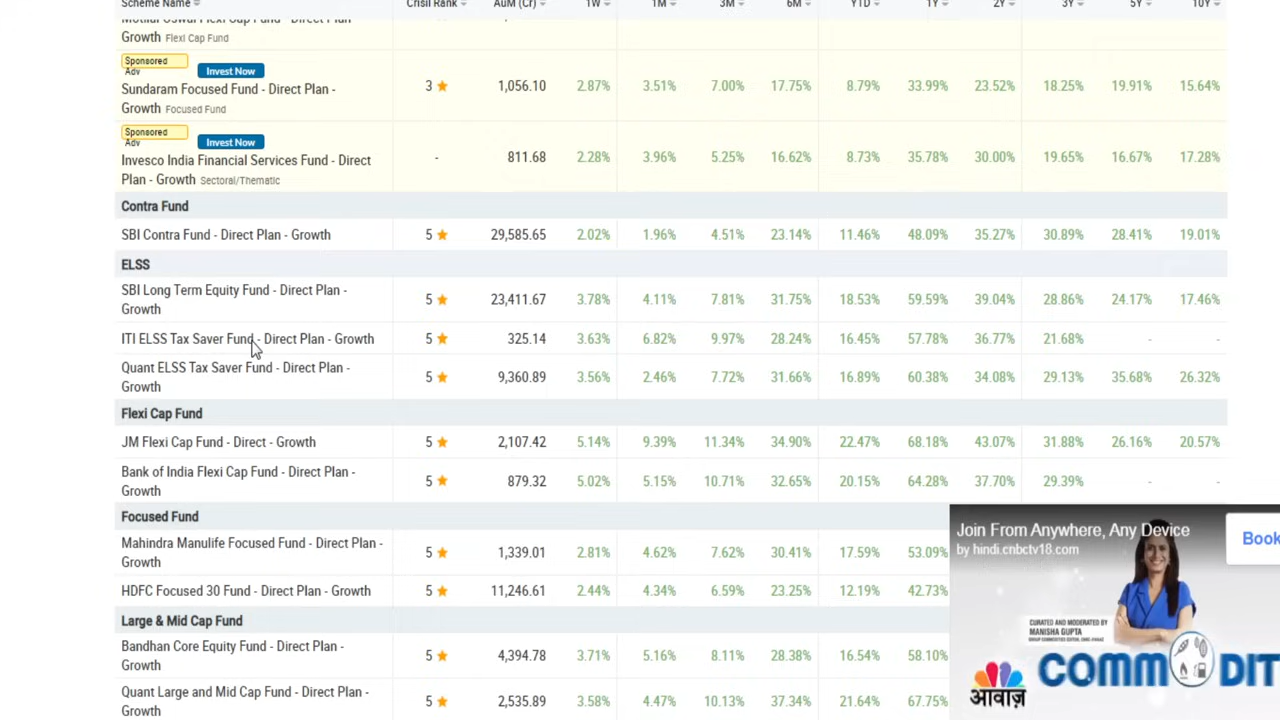 Scheme Name Crisil Rank AuM (Cr) 1W 1M 3M 6M YTD 1Y 2Y 3Y 5Y 10Y
Motilal Oswal Flexi Cap Fund - Direct Plan -
Growth Flexi Cap Fund
Sponsored
Adv Invest Now
Sundaram Focused Fund - Direct Plan -
Growth Focused Fund
3 1,056.10 2.87% 3.51% 7.00% 17.75% 8.79% 33.99% 23.52% 18.25% 19.91% 15.64%
Sponsored
Adv Invest Now
Invesco India Financial Services Fund - Direct
Plan - Growth Sectoral/Thematic
- 811.68 2.28% 3.96% 5.25% 16.62% 8.73% 35.78% 30.00% 19.65% 16.67% 17.28%
Contra Fund
SBI Contra Fund - Direct Plan - Growth 5 29,585.65 2.02% 1.96% 4.51% 23.14% 11.46% 48.09% 35.27% 30.89% 28.41% 19.01%
ELSS
SBI Long Term Equity Fund - Direct Plan -
Growth
5 23,411.67 3.78% 4.11% 7.81% 31.75% 18.53% 59.59% 39.04% 28.86% 24.17% 17.46%
ITI ELSS Tax Saver Fund - Direct Plan - Growth 5 325.14 3.63% 6.82% 9.97% 28.24% 16.45% 57.78% 36.77% 21.68% - -
Quant ELSS Tax Saver Fund - Direct Plan -
Growth
5 9,360.89 3.56% 2.46% 7.72% 31.66% 16.89% 60.38% 34.08% 29.13% 35.68% 26.32%
Flexi Cap Fund
JM Flexi Cap Fund - Direct - Growth 5 2,107.42 5.14% 9.39% 11.34% 34.90% 22.47% 68.18% 43.07% 31.88% 26.16% 20.57%
Bank of India Flexi Cap Fund - Direct Plan -
Growth
5 879.32 5.02% 5.15% 10.71% 32.65% 20.15% 64.28% 37.70% 29.39% - -
Focused Fund
Mahindra Manulife Focused Fund - Direct Plan -
Growth
5 1,339.01 2.81% 4.62% 7.62% 30.41% 17.59% 53.09%
HDFC Focused 30 Fund - Direct Plan - Growth 5 11,246.61 2.44% 4.34% 6.59% 23.25% 12.19% 42.73%
Large & Mid Cap Fund
Bandhan Core Equity Fund - Direct Plan -
Growth
5 4,394.78 3.71% 5.16% 8.11% 28.38% 16.54% 58.10%
Quant Large and Mid Cap Fund - Direct Plan -
Growth
5 2,535.89 3.58% 4.47% 10.13% 37.34% 21.64% 67.75%
Join From Anywhere, Any Device
by hindi.cnbctv18.com
Book
CURATED AND MODERATED BY
MANISHA GUPTA
आवाज़
COMMODIT